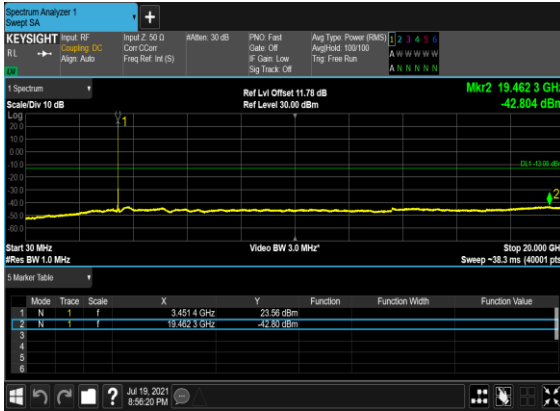 Spectrum Analyzer 1
Swept SA
KEYSIGHT Input: RF Input Z: 50 Ω #Atten: 30 dB PNO: Fast Avg Type: Power (RMS) 1 2 3 4 5 6
RL Coupling: DC Corr CCorr Gate: Off Avg|Hold: 100/100 A W W W W W
Align: Auto Freq Ref: Int (S) IF Gain: Low Trig: Free Run
Sig Track: Off A N N N N N
1 Spectrum Ref Lvl Offset 11.78 dB Mkr2 19.462 3 GHz
Scale/Div 10 dB Ref Level 30.00 dBm -42.804 dBm
Log
20.0
10.0
0.00
-10.0
-20.0
-30.0
-40.0
-50.0
-60.0
1
DL1 -13.00 dBm
2
Start 30 MHz Video BW 3.0 MHz* Stop 20.000 GH
#Res BW 1.0 MHz Sweep ~38.3 ms (40001 pts
5 Marker Table
Mode Trace Scale X Y Function Function Width Function Value
1 N 1 f 3.451 4 GHz 23.56 dBm
2 N 1 f 19.462 3 GHz -42.80 dBm
3
4
5
6
Jul 19, 2021
8:56:20 PM